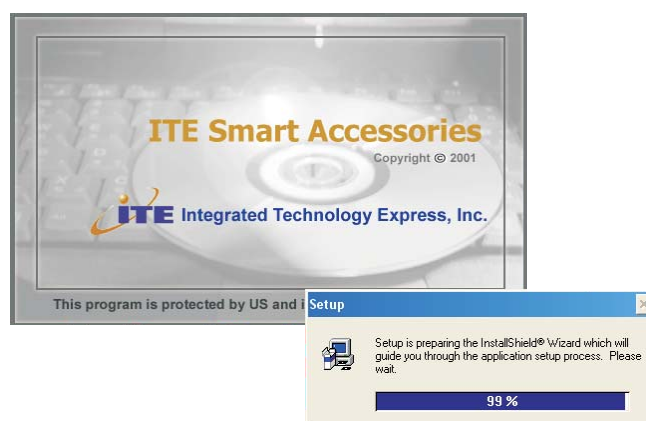 ITE Smart Accessories
Copyright © 2001
ITE Integrated Technology Express, Inc.
This program is protected by US and i
Setup
Setup is preparing the InstallShield® Wizard which will
guide you through the application setup process. Please
wait.
99 %